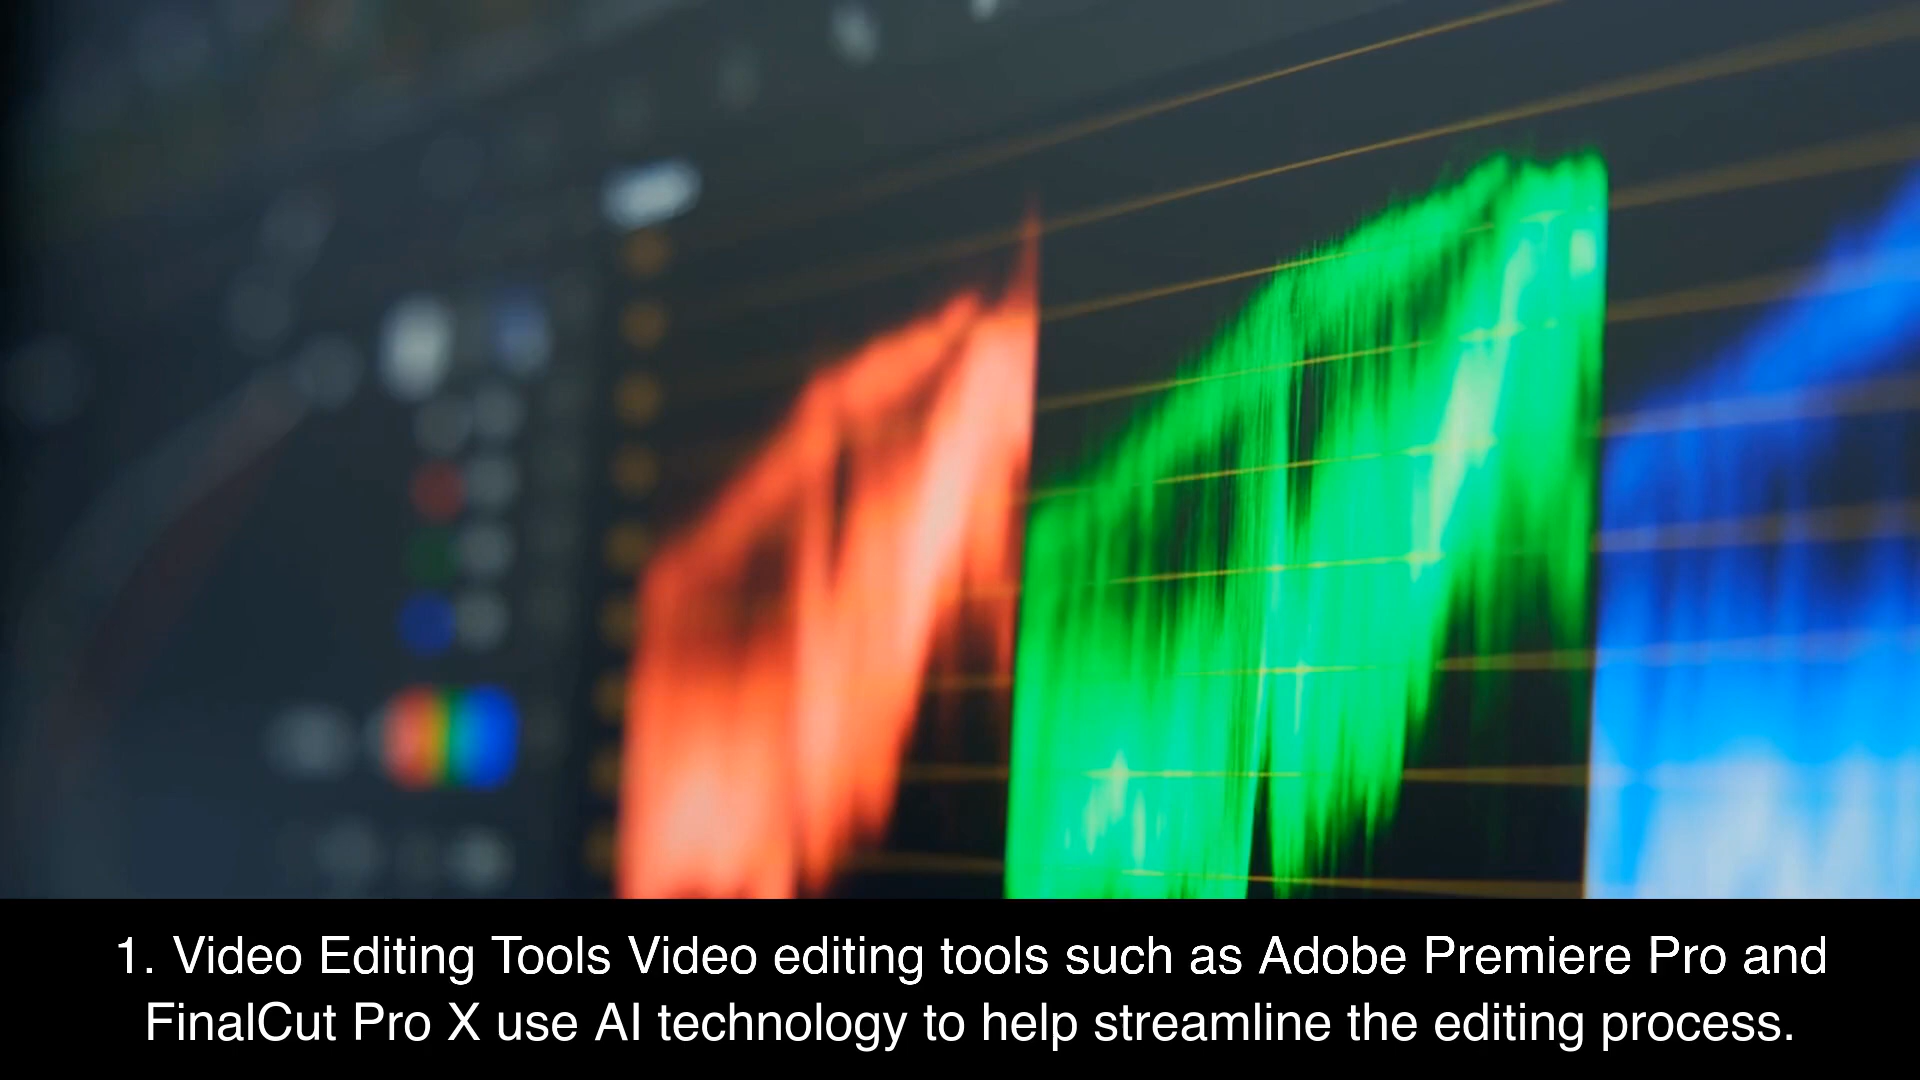 1. Video Editing Tools Video editing tools such as Adobe Premiere Pro and
FinalCut Pro X use AI technology to help streamline the editing process.